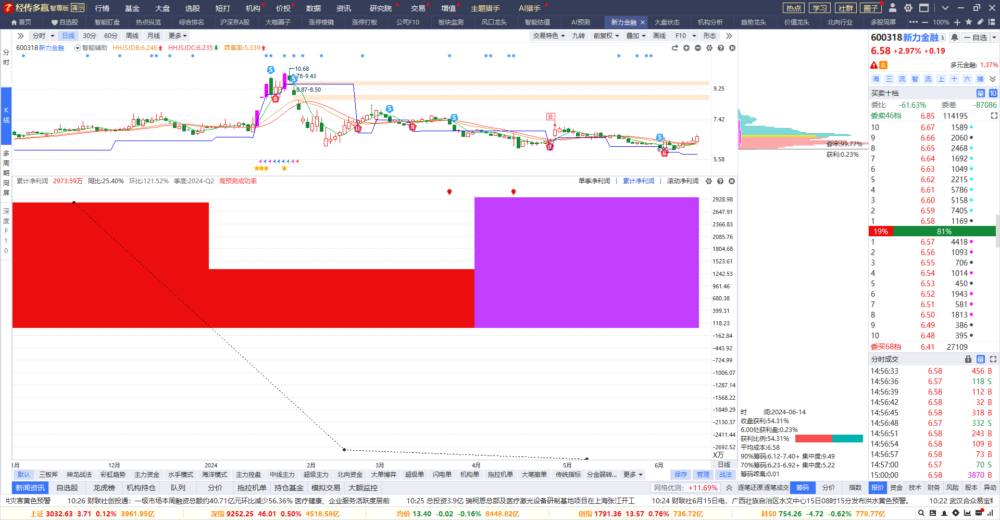 经传多赢 智尊版 演示 行情 基金 大盘 选股 短打 机构 价投 数据 资讯 研究院 交易 增值 主题猎手 AI猎手 热点 学习 社群 圈子
首页 自选股 智能盯盘 热点纵览 综合排名 沪深京A股 大咖圈子 涨停棱镜 涨停打板 公司F10 板块监测 风口龙头 智能估值 AI预测 新力金融 大盘状态 机构分析 趋势龙头 价值龙头 北向行业 多股同屏 100%
分时 日线 30分 60分 周线 月线 更多 交易特色 九转 前复权 叠加 画线 F10 形态
600318 新力金融 智能辅助 HHJSJDB:6.246 HHJSJDC:6.235 乖离率:5.339
分时
K线
多周期同屏
深度F10
10.68
8.87-8.50
9.25
7.42
5.58
自
累计净利润 2973.59万 同比:25.40% 环比:121.52% 季度:2024-Q2 高预测成功率 单季净利润 | 累计净利润 | 滚动净利润
2928.98
2647.91
2366.83
2085.76
1804.68
1523.61
1242.53
961.46
680.38
399.31
118.23
-162.84
-443.92
-724.99
-1006.07
-1287.14
-1568.22
-1849.29
-2130.37
-2411.44
-2692.52
X万
1月 12月 2024 2月 3月 4月 5月 6月 日线
默认 三板斧 神龙战法 彩虹趋势 主力资金 水手模式 海洋模式 主力控盘 中线主力 超级主力 北向资金 大单博弈 超级单 闪电单 机构单 拖拉机单 大笔撤单 传统指标 分金弱转... 更多 保存 管理 战法
新闻资讯 自选股 龙虎榜 机构持仓 队列 分价 拖拉机单 持仓基金 模拟交易 大额监控 网格优测: +11.69%
套牢:99.77%
获利:0.23%
时 间:2024-06-14
收盘获利:54.31%
6.00处获利盘:0.23%
获利比例:54.31%
平均成本:6.58
90%筹码:6.12-7.40+ 集中度:9.49
70%筹码:6.23-6.92+ 集中度:5.22
筹码乖离:0.01
逐笔还原 逐笔成交 筹码 分价 指数 报价 资金 技术 财务 风险 股本 异动
600318 新力金融 自选
6.58 +2.97% +0.19
R 多元金融: 1.37%
海 三 流 智 流 上 十 六 捕
买卖十档 量 10
委比 -61.63% 委差 -87086
委卖46档 6.85 114195
10 6.67 1589
9 6.66 2060
8 6.65 2468
7 6.64 1692
6 6.63 1049
5 6.62 2215
4 6.61 5786
3 6.60 5158
2 6.59 7405
1 6.58 1169
19% 81%
1 6.57 4418
2 6.56 1093
3 6.55 706
4 6.54 1014
5 6.53 450
6 6.52 1943
7 6.51 581
8 6.50 1813
9 6.49 386
10 6.48 395
委买68档 6.41 27109
分时成交 量
14:56:33 6.58 456 B
14:56:36 6.57 118 S
14:56:39 6.58 112 B
14:56:42 6.58 32 B
14:56:45 6.58 318 B
14:56:48 6.57 332 S
14:56:51 6.58 243 B
14:56:54 6.58 109 B
14:56:57 6.58 73 B
14:57:00 6.57 70 S
15:00:00 6.58 3870 B
洪灾害黄色预警 10:26 财联社创投通：一级市场本周融资总额约40.71亿元环比减少56.36% 医疗健康、企业服务活跃度居前 10:25 总投资3.9亿 瑞柯恩总部及医疗激光设备研制基地项目在上海张江开工 10:24 财联社6月15日电，广西壮族自治区水文中心15日08时15分发布洪水黄色预警。 10:22 武汉合众易宝
上证 3032.63 3.71 0.12% 3961.95亿 深指 9252.25 46.01 0.50% 4518.58亿 均价 13.40 -0.02 -0.16% 8448.82亿 创指 1791.36 13.57 0.76% 736.72亿 科50 754.26 -4.72 -0.62% 778.77亿